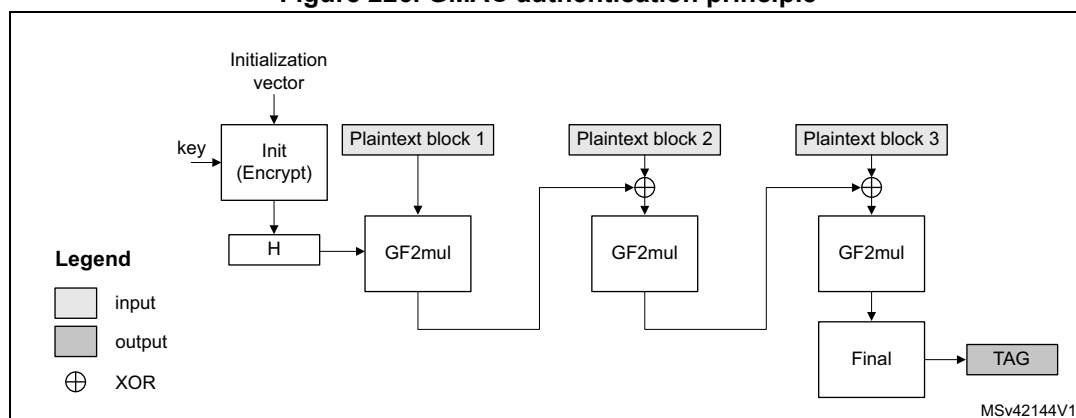 Figure 226. GMAC authentication principle
Initialization
vector
key
Init
(Encrypt)
Plaintext block 1
Plaintext block 2
Plaintext block 3
H
GF2mul
GF2mul
GF2mul
Legend
input
output
XOR
Final
TAG
MSv42144V1